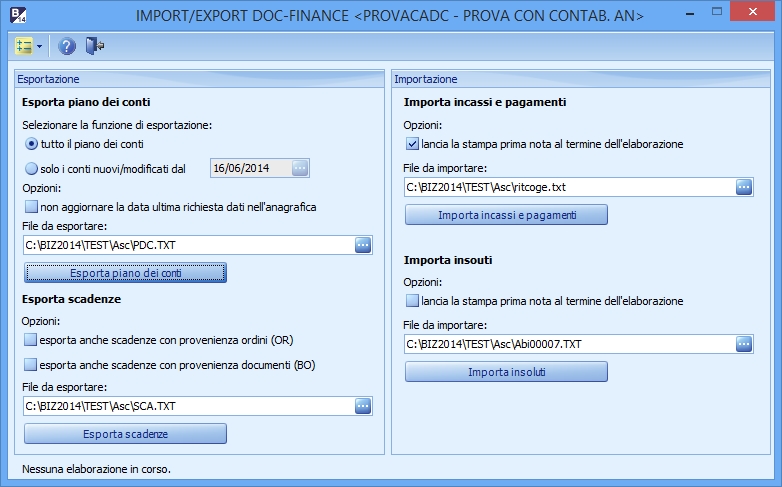 B
14
IMPORT/EXPORT DOC-FINANCE <PROVACADC - PROVA CON CONTAB. AN>
Esportazione
Esporta piano dei conti
Selezionare la funzione di esportazione:
tutto il piano dei conti
solo i conti nuovi/modificati dal 16/06/2014
Opzioni:
non aggiornare la data ultima richiesta dati nell'anagrafica
File da esportare:
C:\BIZ2014\TEST\Asc\PDC.TXT
Esporta piano dei conti
Esporta scadenze
Opzioni:
esporta anche scadenze con provenienza ordini (OR)
esporta anche scadenze con provenienza documenti (BO)
File da esportare:
C:\BIZ2014\TEST\Asc\SCA.TXT
Esporta scadenze
Importazione
Importa incassi e pagamenti
Opzioni:
lancia la stampa prima nota al termine dell'elaborazione
File da importare:
C:\BIZ2014\TEST\Asc\ritcoge.txt
Importa incassi e pagamenti
Importa insouti
Opzioni:
lancia la stampa prima nota al termine dell'elaborazione
File da importare:
C:\BIZ2014\TEST\Asc\Abi00007.TXT
Importa insoluti
Nessuna elaborazione in corso.